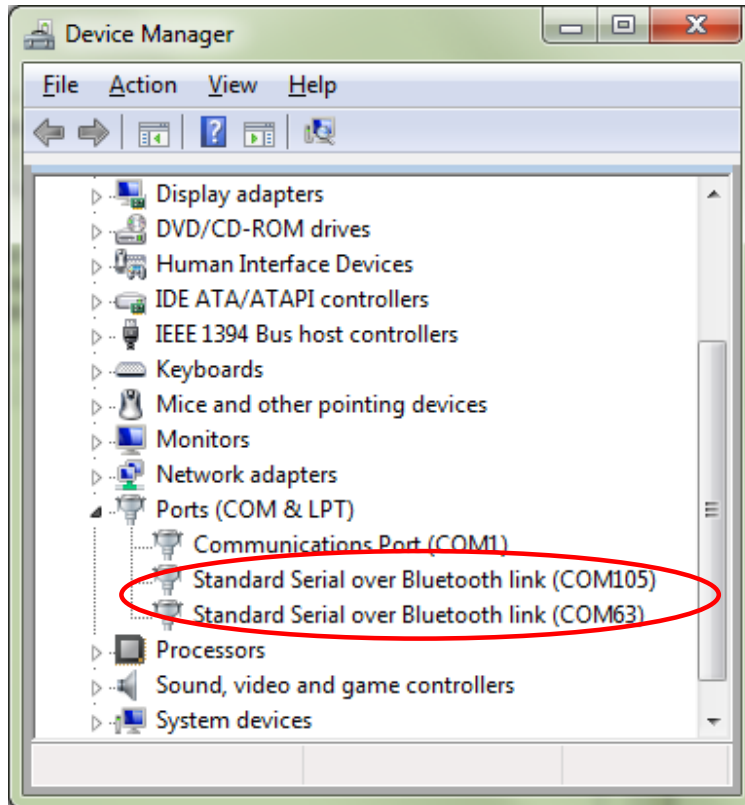 Device Manager
File Action View Help
Display adapters
DVD/CD-ROM drives
Human Interface Devices
IDE ATA/ATAPI controllers
IEEE 1394 Bus host controllers
Keyboards
Mice and other pointing devices
Monitors
Network adapters
Ports (COM & LPT)
Communications Port (COM1)
Standard Serial over Bluetooth link (COM105)
Standard Serial over Bluetooth link (COM63)
Processors
Sound, video and game controllers
System devices